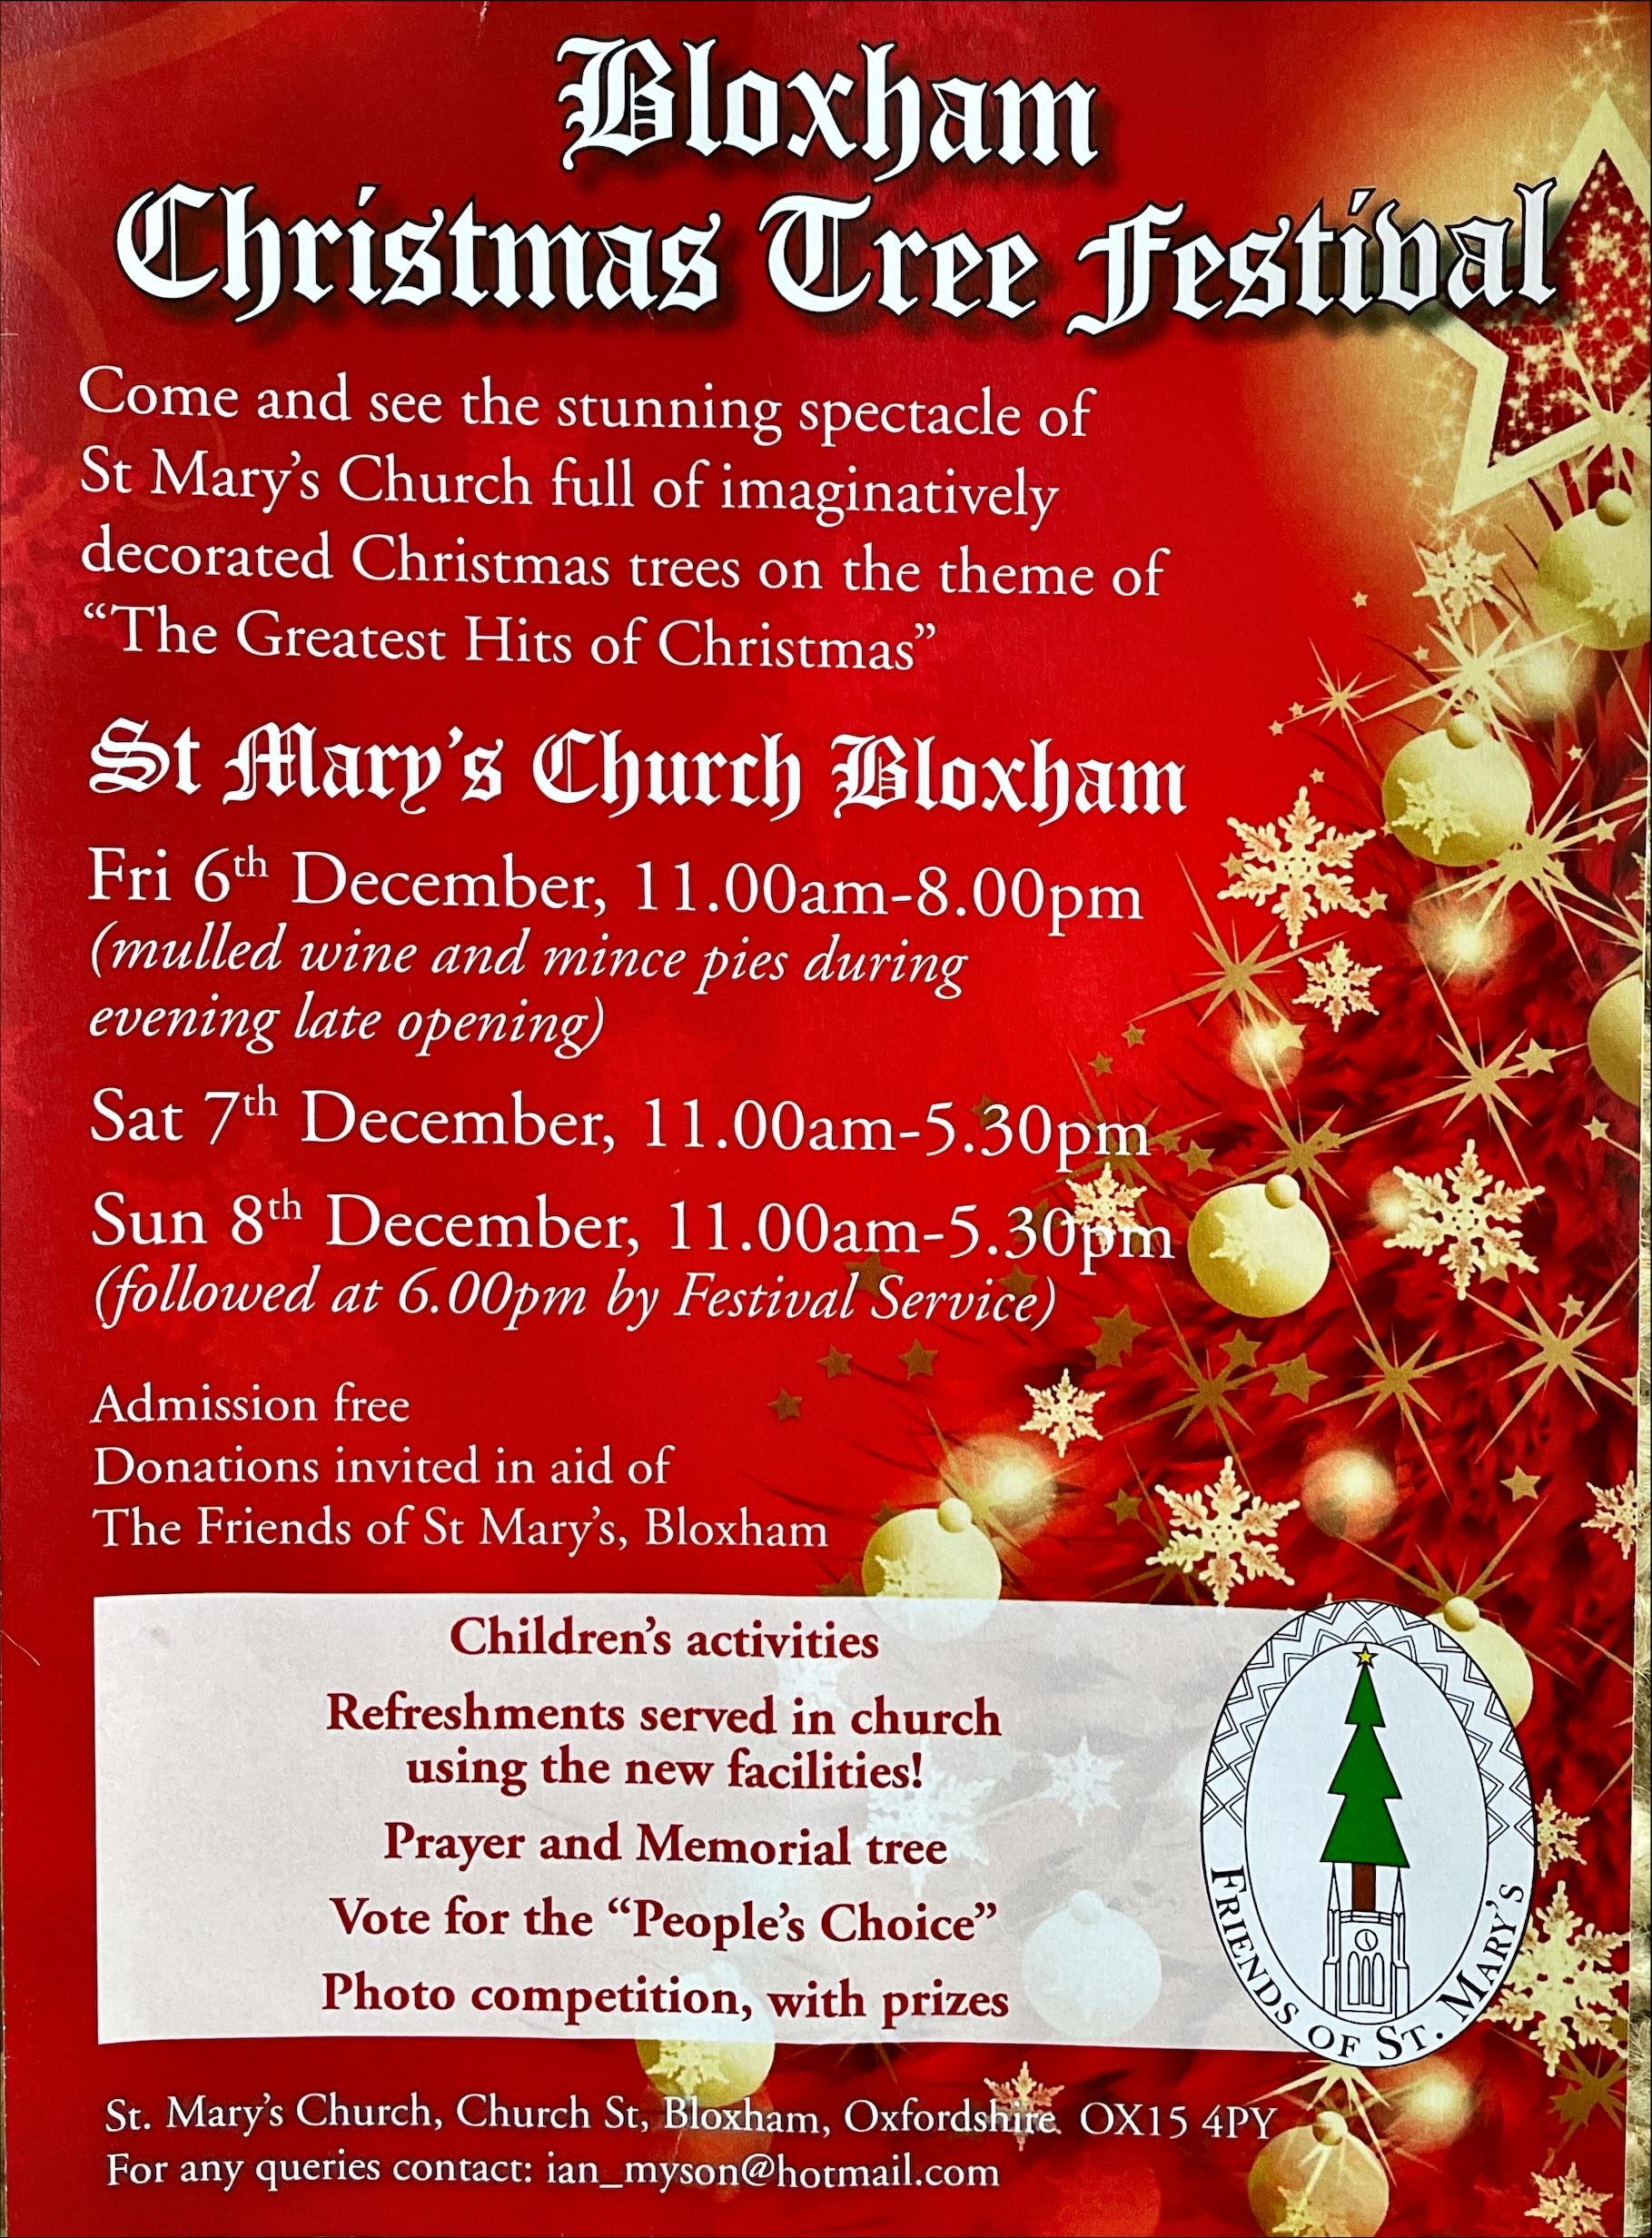 Bloxham
Christmas Tree Festival
Come and see the stunning spectacle of
St Mary's Church full of imaginatively
decorated Christmas trees on the theme of
“The Greatest Hits of Christmas”
St Mary's Church Bloxham
Fri 6th December, 11.00am-8.00pm
(mulled wine and mince pies during
evening late opening)
Sat 7th December, 11.00am-5.30pm
Sun 8th December, 11.00am-5.30pm
(followed at 6.00pm by Festival Service)
Admission free
Donations invited in aid of
The Friends of St Mary's, Bloxham
Children's activities
Refreshments served in church
using the new facilities!
Prayer and Memorial tree
Vote for the “People's Choice”
Photo competition, with prizes
FRIENDS OF ST. MARY'S
St. Mary's Church, Church St, Bloxham, Oxfordshire OX15 4PY
For any queries contact: ian_myson@hotmail.com